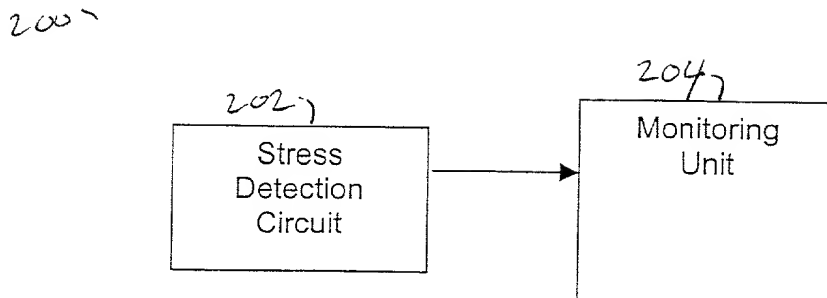 200
202
204
Stress
Detection
Circuit
Monitoring
Unit